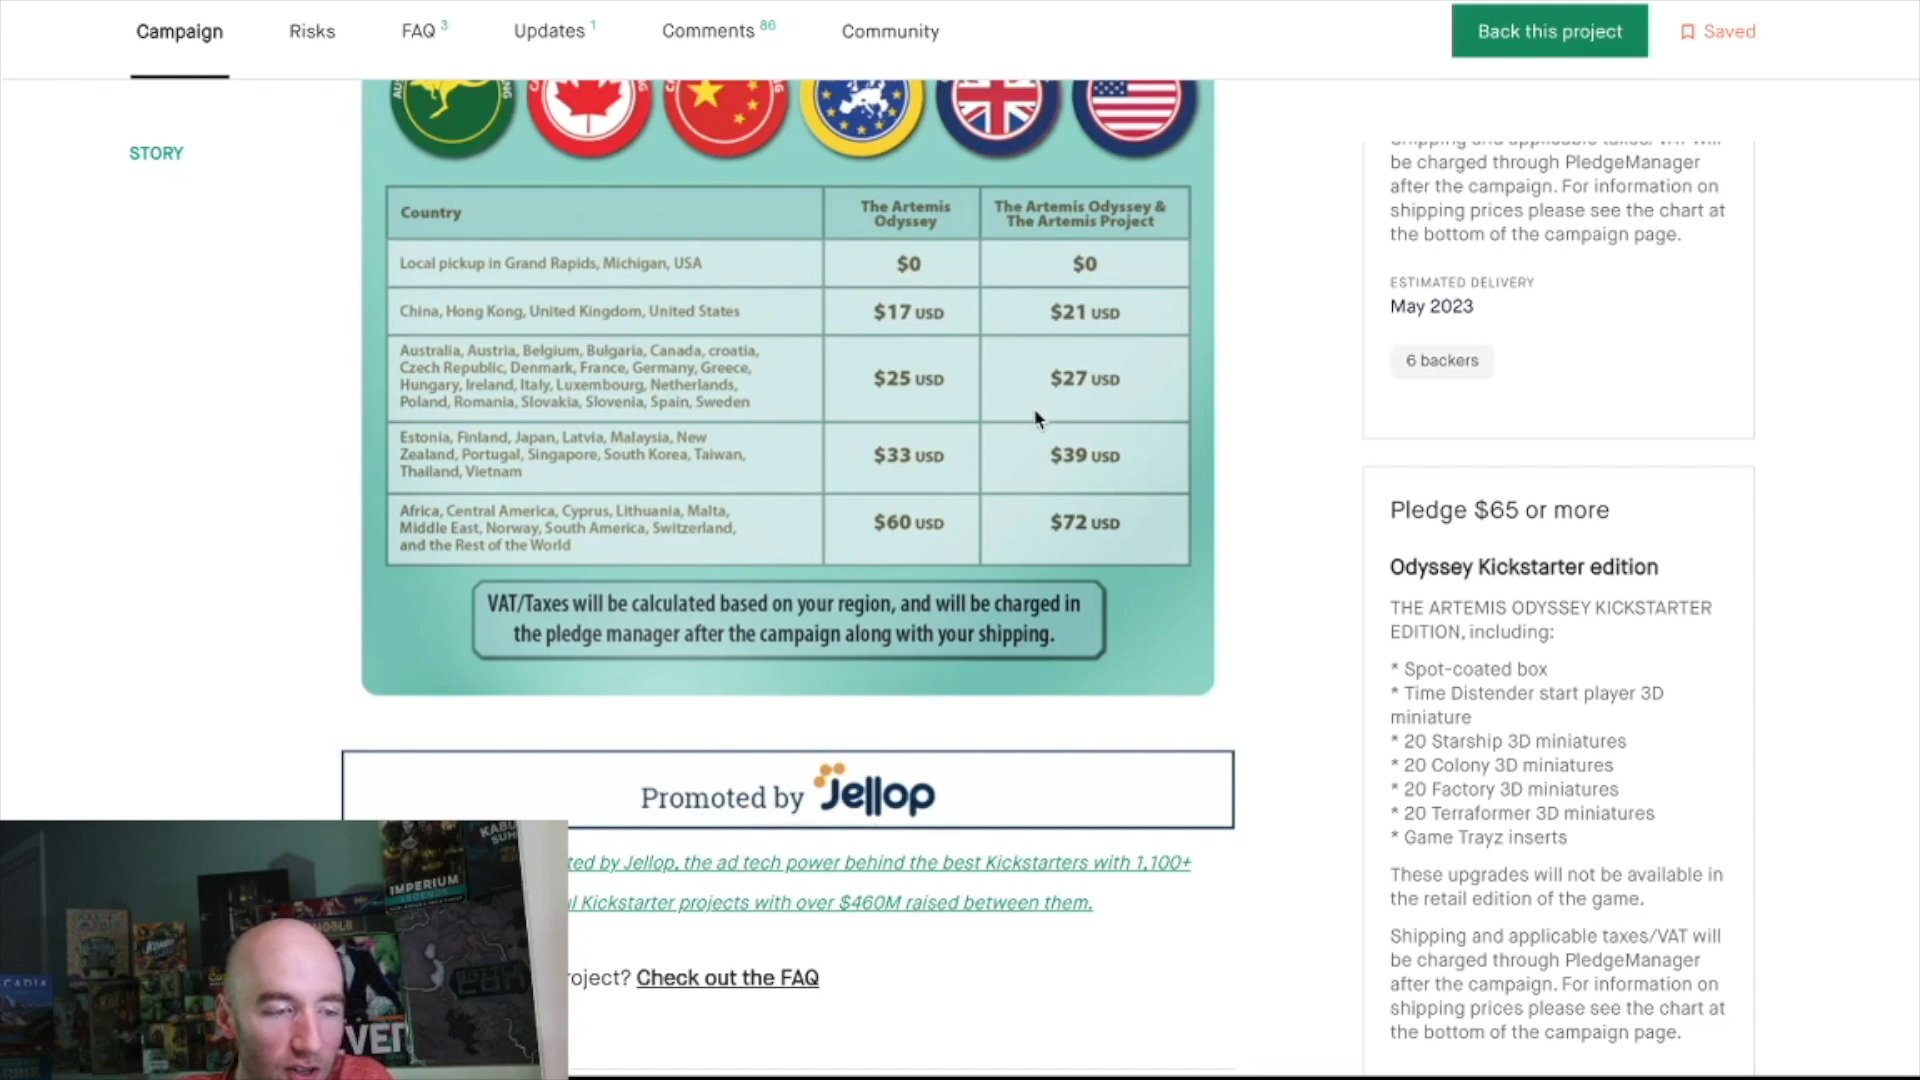 Campaign
Risks
FAQ 3
Updates 1
Comments 86
Community
Back this project
Saved
STORY
Country
The Artemis Odyssey
The Artemis Odyssey & The Artemis Project
Local pickup in Grand Rapids, Michigan, USA
$0
$0
China, Hong Kong, United Kingdom, United States
$17 USD
$21 USD
Australia, Austria, Belgium, Bulgaria, Canada, croatia,
Czech Republic, Denmark, France, Germany, Greece,
Hungary, Ireland, Italy, Luxembourg, Netherlands,
Poland, Romania, Slovakia, Slovenia, Spain, Sweden
$25 USD
$27 USD
Estonia, Finland, Japan, Latvia, Malaysia, New
Zealand, Portugal, Singapore, South Korea, Taiwan,
Thailand, Vietnam
$33 USD
$39 USD
Africa, Central America, Cyprus, Lithuania, Malta,
Middle East, Norway, South America, Switzerland,
and the Rest of the World
$60 USD
$72 USD
VAT/Taxes will be calculated based on your region, and will be charged in
the pledge manager after the campaign along with your shipping.
Promoted by Jellop
by Jellop, the ad tech power behind the best Kickstarters with 1,100+
Kickstarter projects with over $460M raised between them.
Check out the FAQ
Shipping and applicable taxes/VAT will
be charged through PledgeManager
after the campaign. For information on
shipping prices please see the chart at
the bottom of the campaign page.
ESTIMATED DELIVERY
May 2023
6 backers
Pledge $65 or more
Odyssey Kickstarter edition
THE ARTEMIS ODYSSEY KICKSTARTER
EDITION, including:
* Spot-coated box
* Time Distender start player 3D
miniature
* 20 Starship 3D miniatures
* 20 Colony 3D miniatures
* 20 Factory 3D miniatures
* 20 Terraformer 3D miniatures
* Game Trayz inserts
These upgrades will not be available in
the retail edition of the game.
Shipping and applicable taxes/VAT will
be charged through PledgeManager
after the campaign. For information on
shipping prices please see the chart at
the bottom of the campaign page.
IMPERIUM
LEGENDS